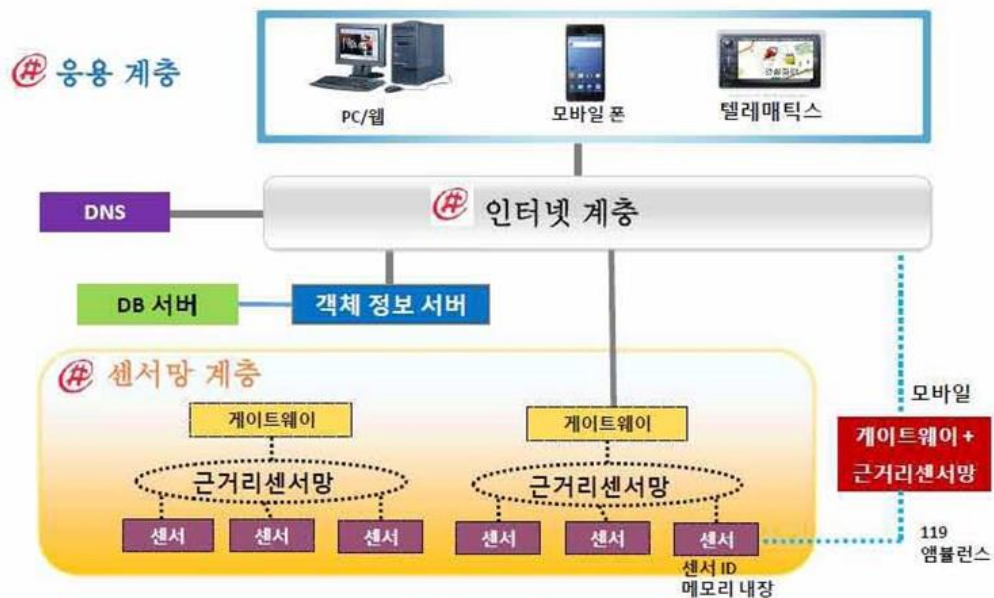 응용 계층
PC/웹
모바일 폰
텔레매틱스
DNS
인터넷 계층
DB 서버
객체 정보 서버
센서망 계층
게이트웨이
게이트웨이
근거리센서망
근거리센서망
센서
센서
센서
센서
센서
센서
센서 ID
메모리 내장
모바일
게이트웨이 +
근거리센서망
119
앰블런스